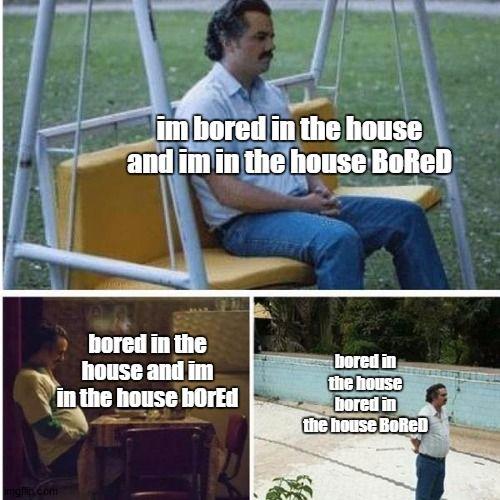 im bored in the house
and im in the house BoReD
bored in the
house and im
in the house bOrEd
bored in
the house
bored in
the house BoReD
imgflip.com